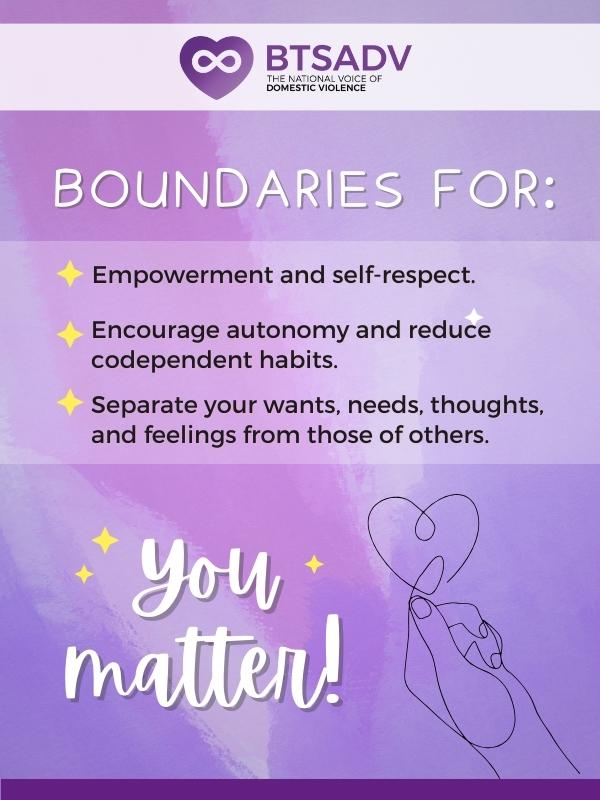 BTSADV
THE NATIONAL VOICE OF
DOMESTIC VIOLENCE
BOUNDARIES FOR:
Empowerment and self-respect.
Encourage autonomy and reduce
codependent habits.
Separate your wants, needs, thoughts,
and feelings from those of others.
you
matter!